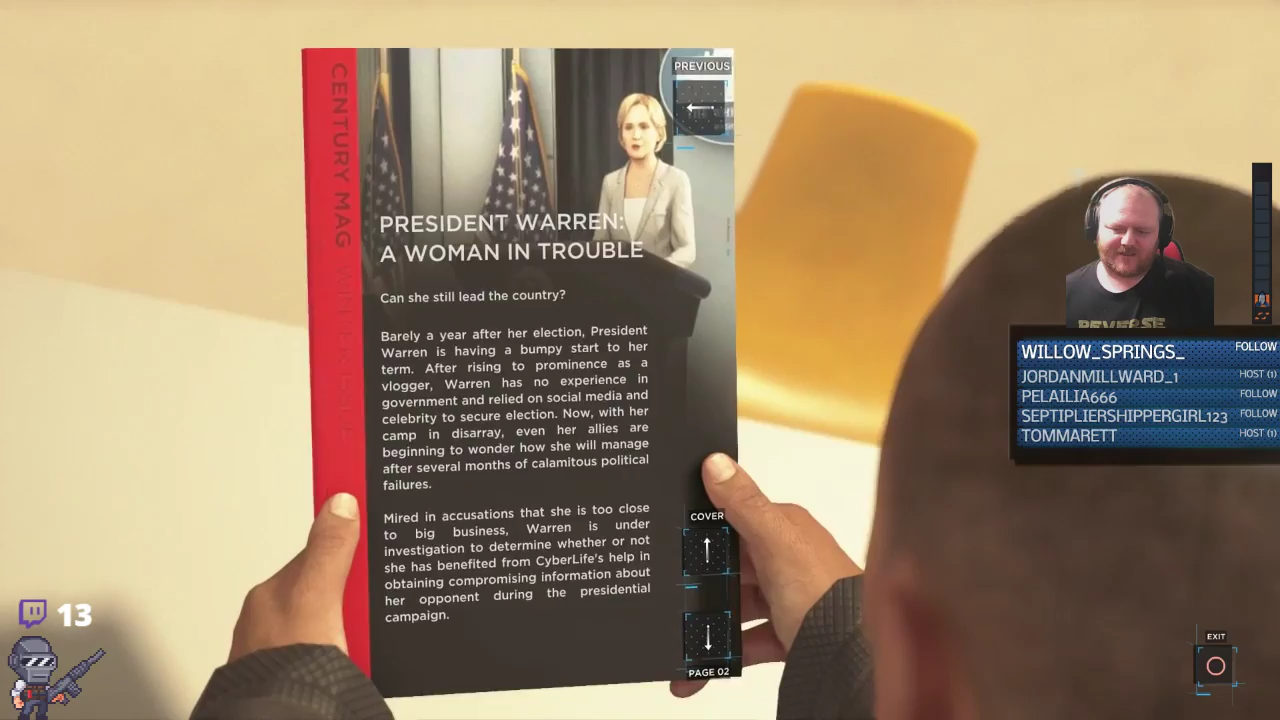 CENTURY MAG
PREVIOUS
PRESIDENT WARREN:
A WOMAN IN TROUBLE
Can she still lead the country?
Barely a year after her election, President
Warren is having a bumpy start to her
term. After rising to prominence as a
vlogger, Warren has no experience in
government and relied on social media and
celebrity to secure election. Now, with her
camp in disarray, even her allies are
beginning to wonder how she will manage
after several months of calamitous political
failures.
Mired in accusations that she is too close
to big business, Warren is under
investigation to determine whether or not
she has benefited from CyberLife's help in
obtaining compromising information about
her opponent during the presidential
campaign.
COVER
PAGE 02
REVERSE
WILLOW_SPRINGS_ FOLLOW
JORDANMILLWARD_1 HOST (1)
PELAILIA666 FOLLOW
SEPTIPLIERSHIPPERGIRL123 FOLLOW
TOMMARETT HOST (1)
13
EXIT